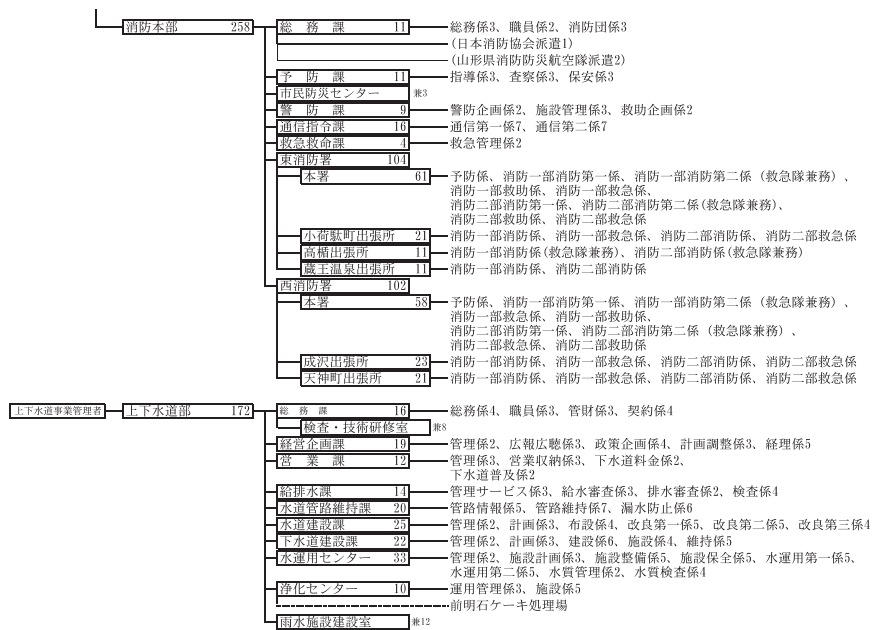 消防本部 258 総務課 11 総務係3、職員係2、消防団係3
(日本消防協会派遣1)
(山形県消防防災航空隊派遣2)
予防課 11 指導係3、査察係3、保安係3
市民防災センター 兼3
警防課 9 警防企画係2、施設管理係3、救助企画係2
通信指令課 16 通信第一係7、通信第二係7
救急救命課 4 救急管理係2
東消防署 104
本署 61 予防係、消防一部消防第一係、消防一部消防第二係（救急隊兼務）、
消防一部救助係、消防一部救急係、
消防二部消防第一係、消防二部消防第二係(救急隊兼務)、
消防二部救助係、消防二部救急係
小荷駄町出張所 21 消防一部消防係、消防一部救急係、消防二部消防係、消防二部救急係
高楯出張所 11 消防一部消防係(救急隊兼務)、消防二部消防係(救急隊兼務)
蔵王温泉出張所 11 消防一部消防係、消防二部消防係
西消防署 102
本署 58 予防係、消防一部消防第一係、消防一部消防第二係（救急隊兼務）、
消防一部救急係、消防一部救助係、
消防二部消防第一係、消防二部消防第二係（救急隊兼務）、
消防二部救急係、消防二部救助係
成沢出張所 23 消防一部消防係、消防一部救急係、消防二部消防係、消防二部救急係
天神町出張所 21 消防一部消防係、消防一部救急係、消防二部消防係、消防二部救急係
上下水道事業管理者 上下水道部 172 総務課 16 総務係4、職員係3、管財係3、契約係4
検査・技術研修室 兼8
経営企画課 19 管理係2、広報広聴係3、政策企画係4、計画調整係3、経理係5
営業課 12 管理係3、営業収納係3、下水道料金係2、
下水道普及係2
給排水課 14 管理サービス係3、給水審査係3、排水審査係2、検査係4
水道管路維持課 20 管路情報係5、管路維持係7、漏水防止係6
水道建設課 25 管理係2、計画係3、布設係4、改良第一係5、改良第二係5、改良第三係4
下水道建設課 22 管理係2、計画係3、建設係6、施設係4、維持係5
水運用センター 33 管理係2、施設計画係3、施設整備係5、施設保全係5、水運用第一係5、
水運用第二係5、水質管理係2、水質検査係4
浄化センター 10 運用管理係3、施設係5
前明石ケーキ処理場
雨水施設建設室 兼12